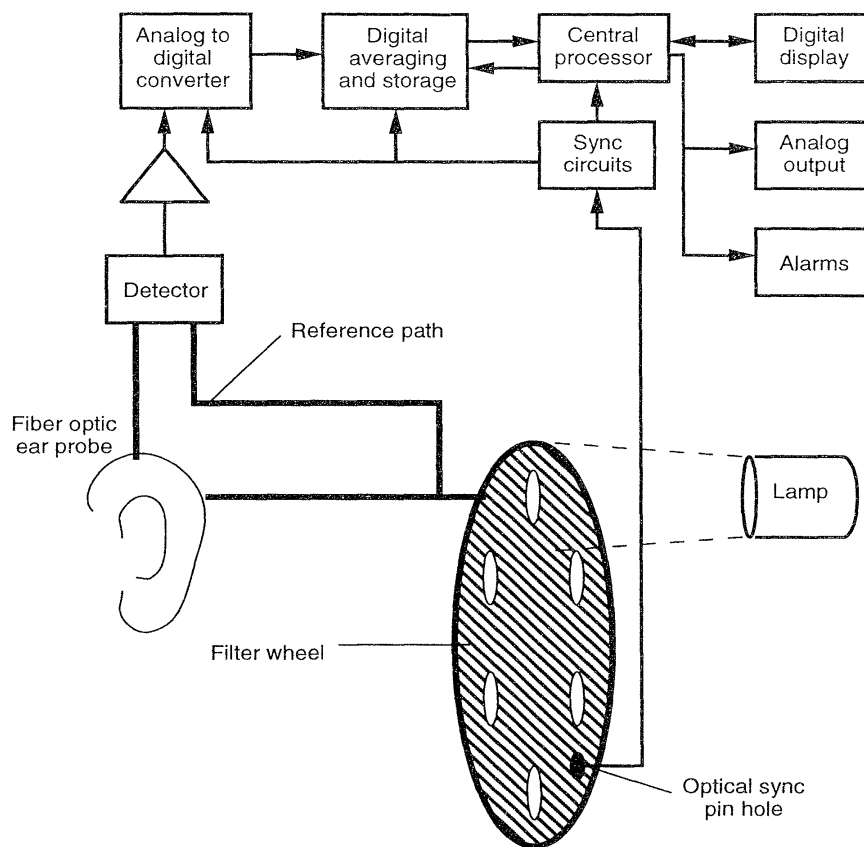 Analog to
digital
converter
Digital
averaging
and storage
Central
processor
Digital
display
Sync
circuits
Analog
output
Alarms
Detector
Reference path
Fiber optic
ear probe
Lamp
Filter wheel
Optical sync
pin hole